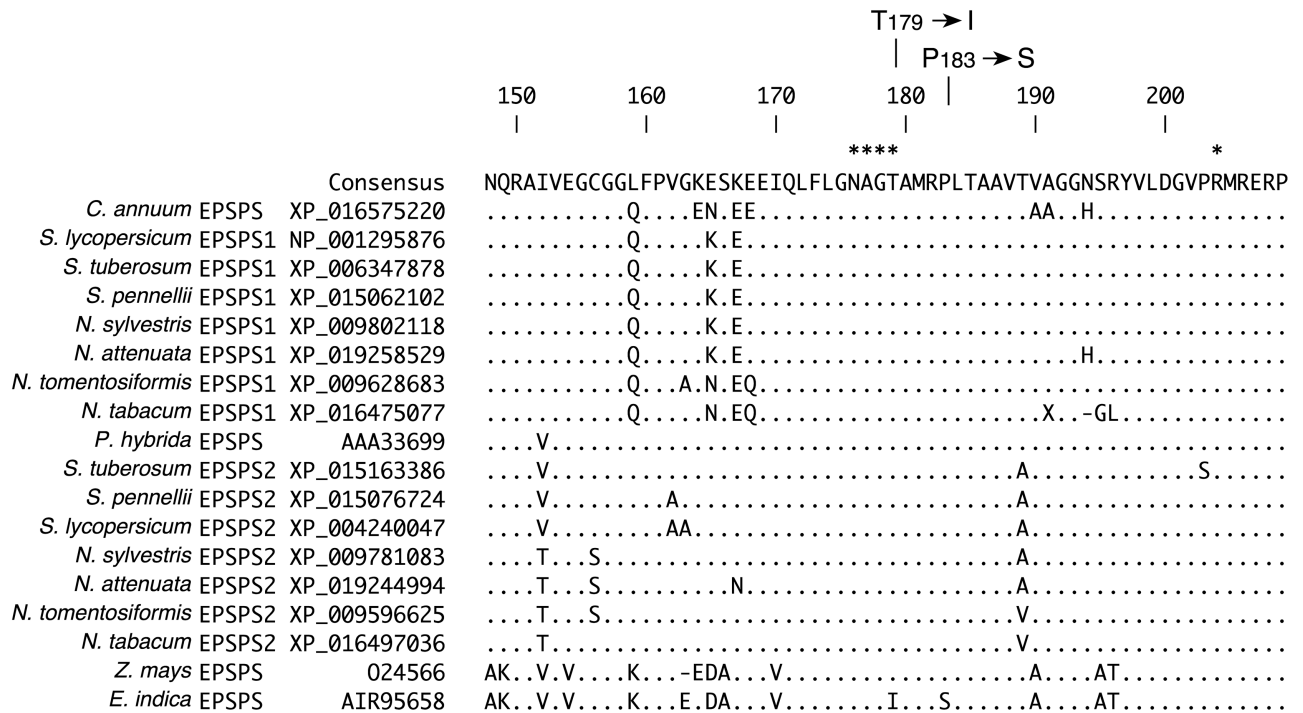 T179 → I
P183 → S
150 160 170 180 190 200
**** *
Consensus NQRAIVEGCGGLFPVGKESKEEIQLFLGNAGTAMRPLTAAVTVAGGNSRYVLDGVPRMRERP
C. annuum EPSPS XP_016575220 ...........Q....EN.EE.....................AA..H...............
S. lycopersicum EPSPS1 NP_001295876 ...........Q.....K.E..........................................
S. tuberosum EPSPS1 XP_006347878 ...........Q.....K.E..........................................
S. pennellii EPSPS1 XP_015062102 ...........Q.....K.E..........................................
N. sylvestris EPSPS1 XP_009802118 ...........Q.....K.E..........................................
N. attenuata EPSPS1 XP_019258529 ...........Q.....K.E..........................H...............
N. tomentosiformis EPSPS1 XP_009628683 ...........Q...A.N.EQ.........................................
N. tabacum EPSPS1 XP_016475077 ...........Q.....N.EQ......................X..-GL.............
P. hybrida EPSPS AAA33699 ....V.........................................................
S. tuberosum EPSPS2 XP_015163386 ....V....................................A.............S......
S. pennellii EPSPS2 XP_015076724 ....V.........A..........................A....................
S. lycopersicum EPSPS2 XP_004240047 ....V.........AA.........................A....................
N. sylvestris EPSPS2 XP_009781083 ....T...S................................A....................
N. attenuata EPSPS2 XP_019244994 ....T...S..........N.....................A....................
N. tomentosiformis EPSPS2 XP_009596625 ....T...S................................V....................
N. tabacum EPSPS2 XP_016497036 ....T....................................V....................
Z. mays EPSPS O24566 AK..V.V....K...-EDA...V...................A....AT.............
E. indica EPSPS AIR95658 AK..V.V....K...E.DA...V........I...S......A....AT.............